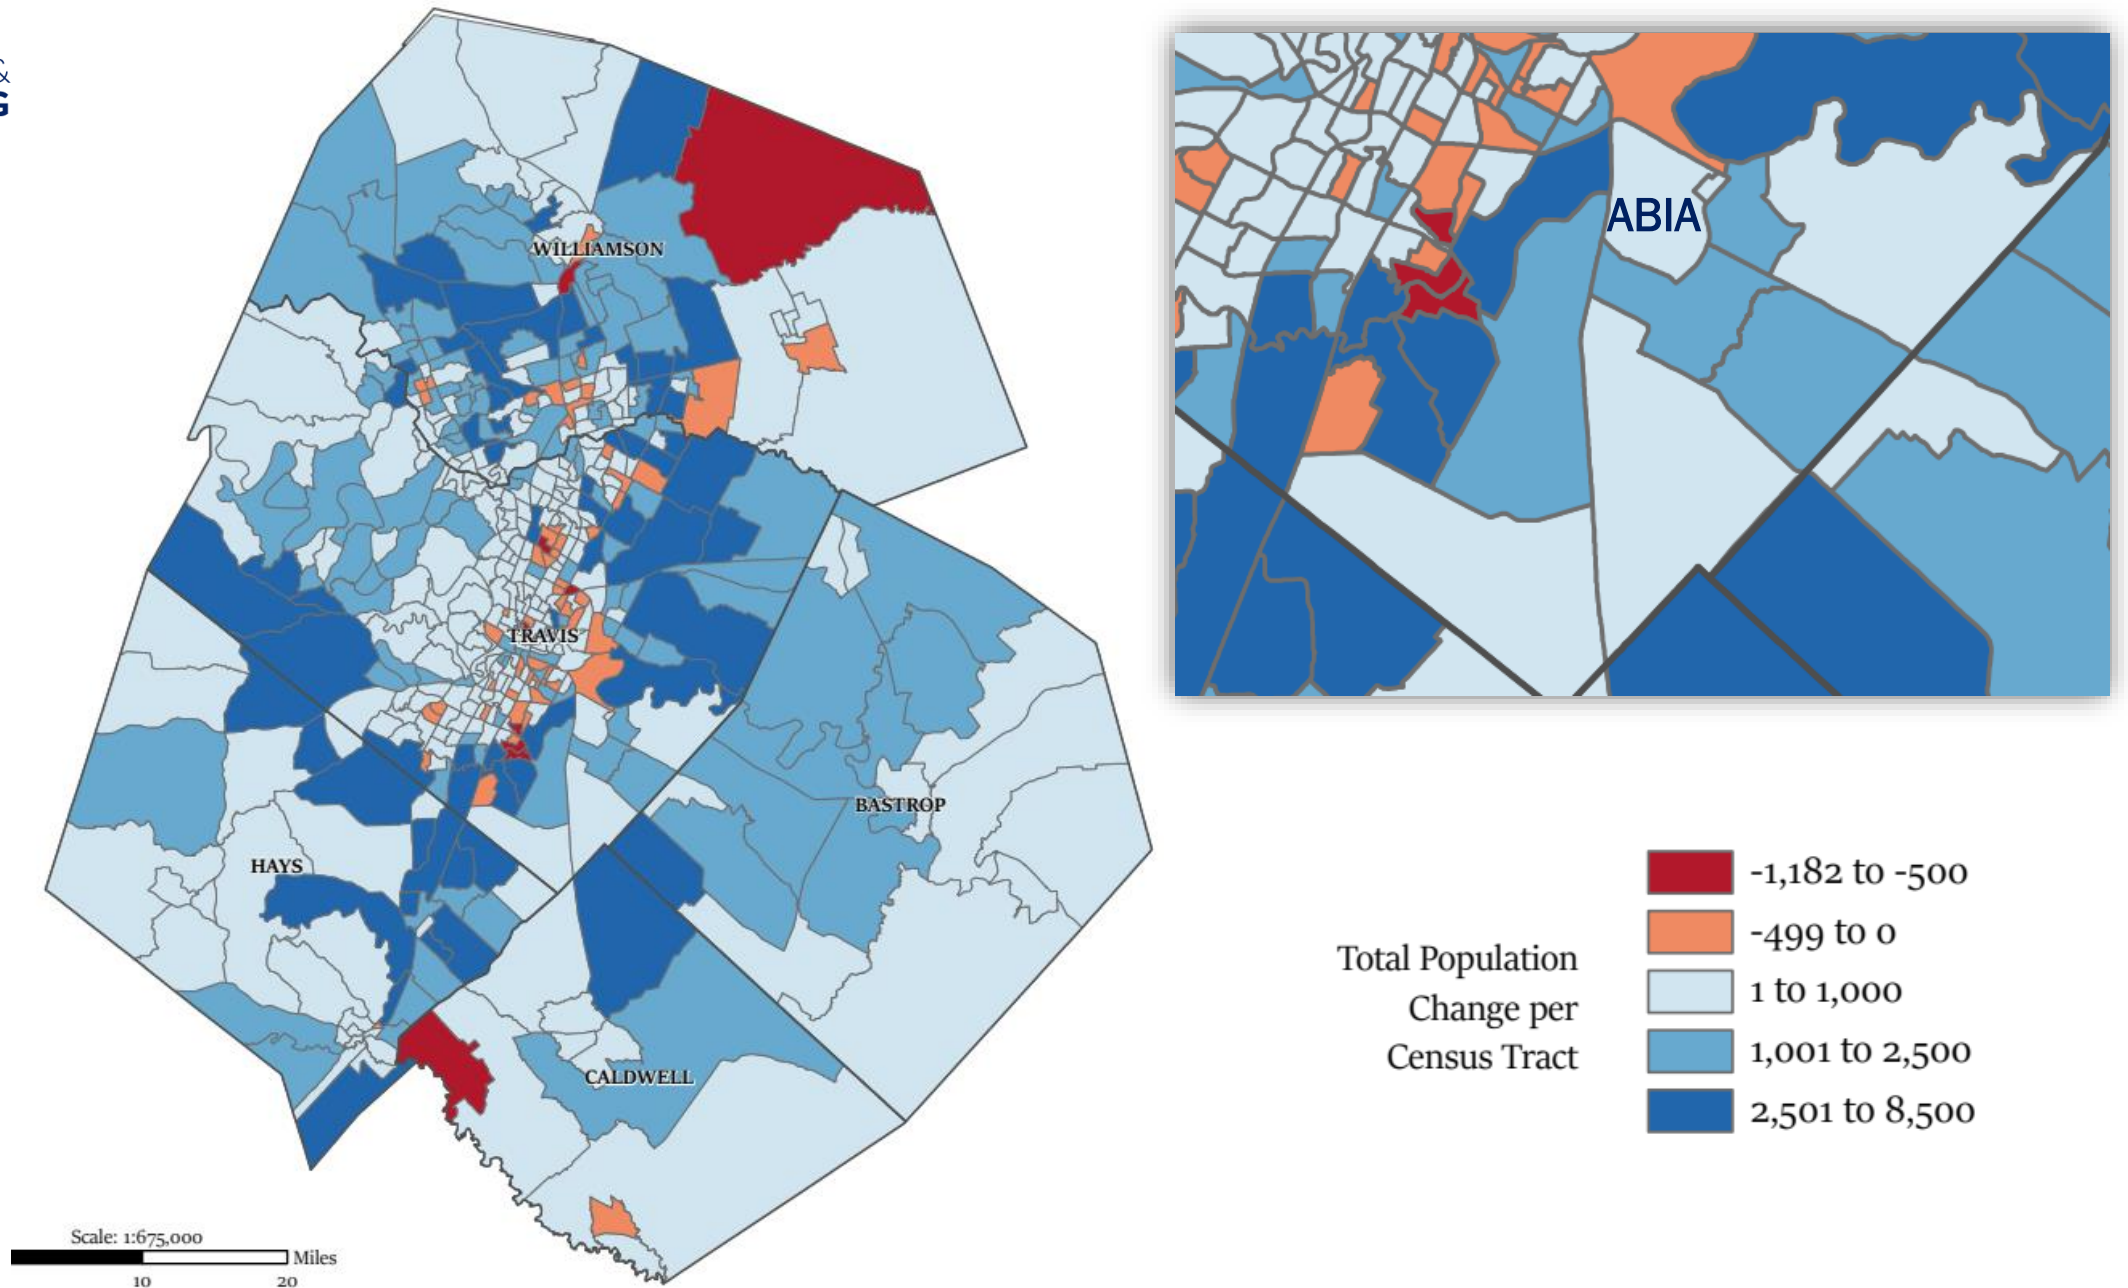 &
G
WILLIAMSON
TRAVIS
BASTROP
HAYS
CALDWELL
Scale: 1:675,000
Miles
10
20
ABIA
Total Population
Change per
Census Tract
-1,182 to -500
-499 to 0
1 to 1,000
1,001 to 2,500
2,501 to 8,500